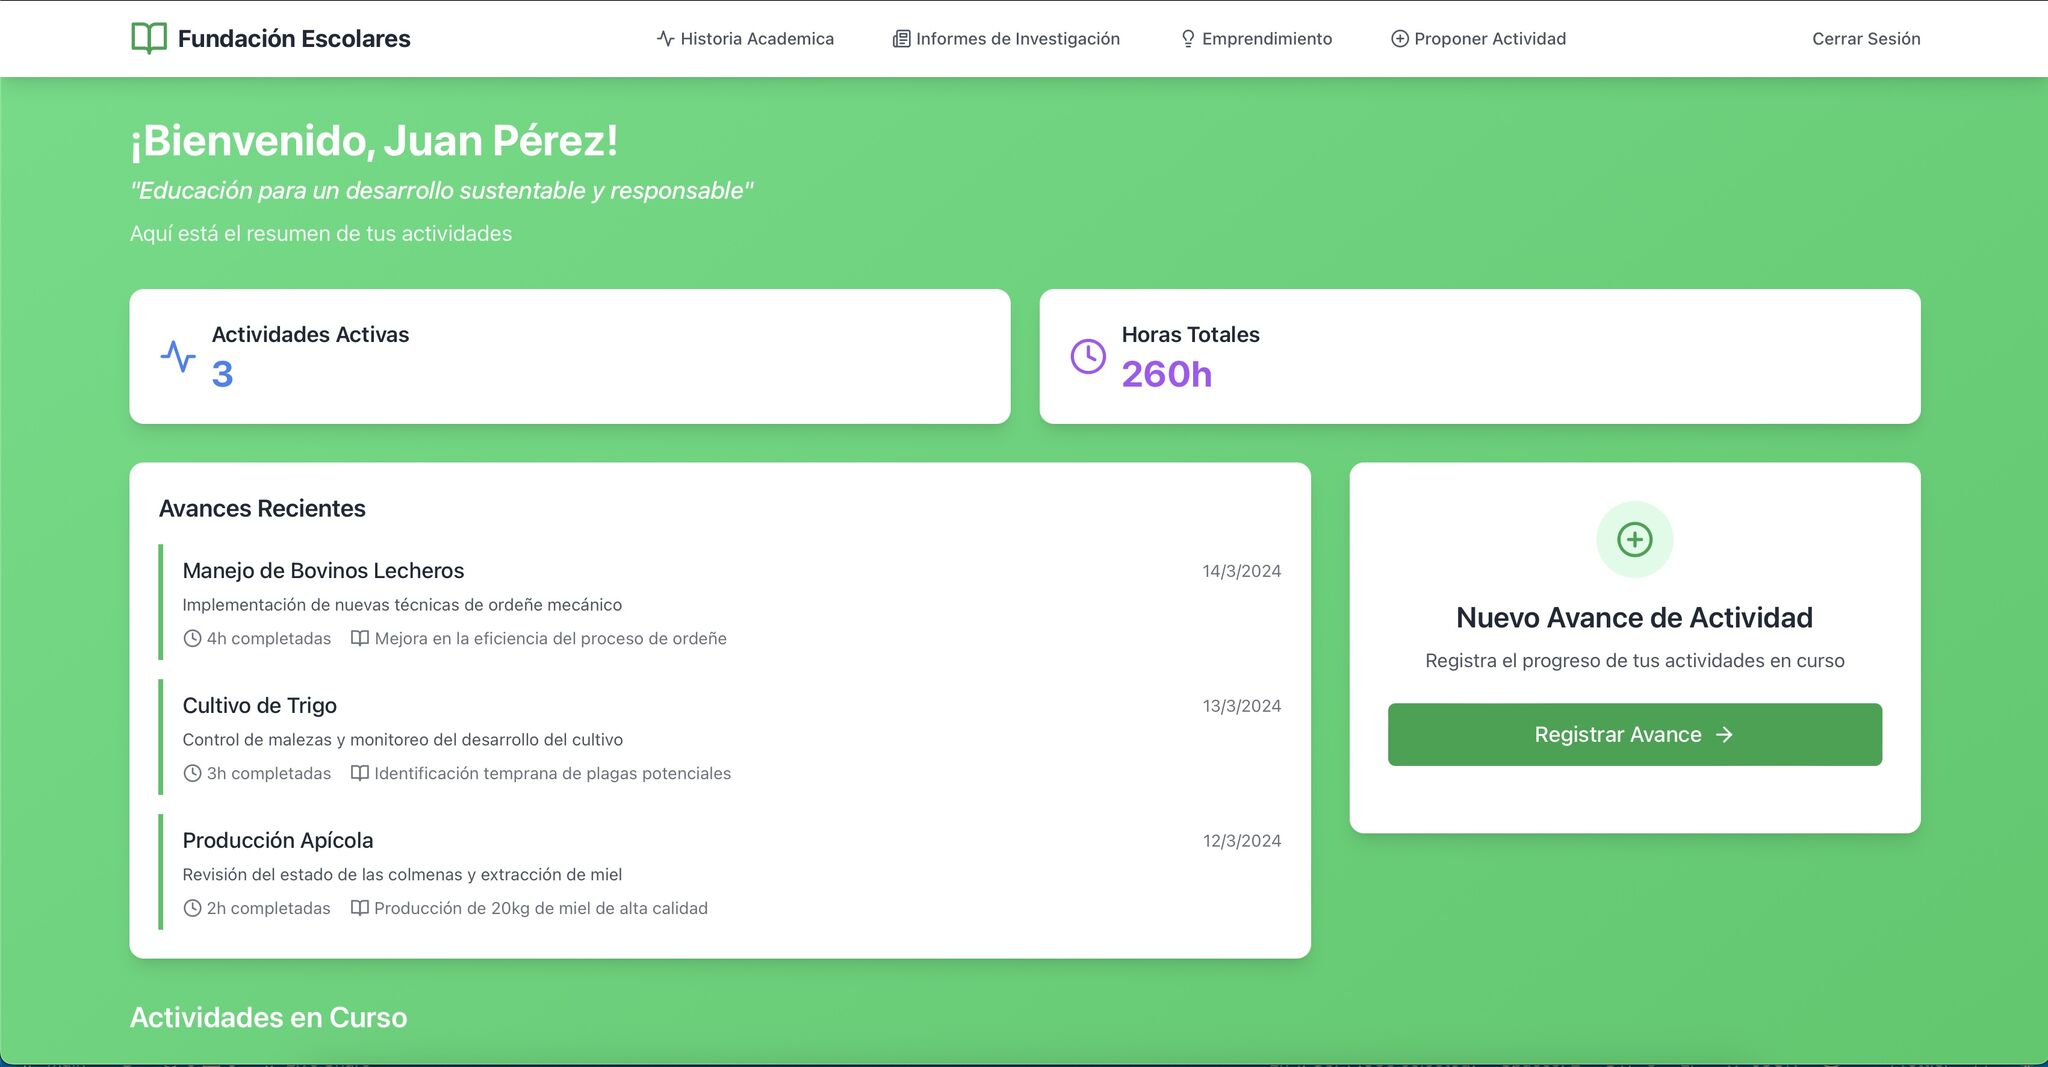 Fundación Escolares
Historia Academica
Informes de Investigación
Emprendimiento
Proponer Actividad
Cerrar Sesión
¡Bienvenido, Juan Pérez!
"Educación para un desarrollo sustentable y responsable"
Aquí está el resumen de tus actividades
Actividades Activas
3
Horas Totales
260h
Avances Recientes
Manejo de Bovinos Lecheros
14/3/2024
Implementación de nuevas técnicas de ordeñe mecánico
4h completadas
Mejora en la eficiencia del proceso de ordeñe
Cultivo de Trigo
13/3/2024
Control de malezas y monitoreo del desarrollo del cultivo
3h completadas
Identificación temprana de plagas potenciales
Producción Apícola
12/3/2024
Revisión del estado de las colmenas y extracción de miel
2h completadas
Producción de 20kg de miel de alta calidad
Nuevo Avance de Actividad
Registra el progreso de tus actividades en curso
Registrar Avance
Actividades en Curso